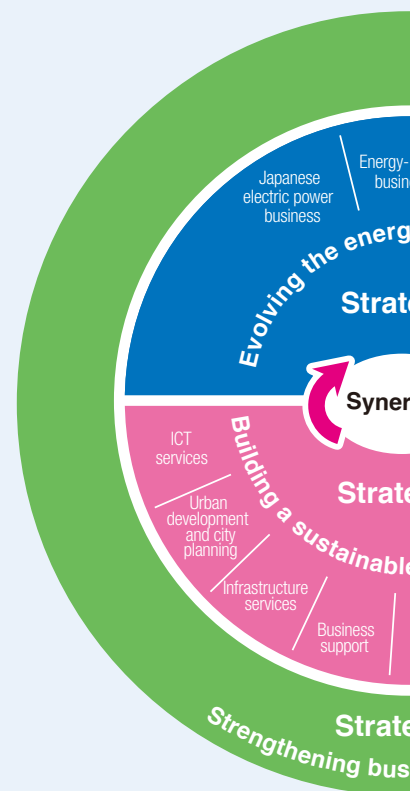 Japanese
electric power
business
Energy-
busin
Evolving the energ
Strate
Syner
ICT
services
Building a sustainable
Strate
Urban
development
and city
planning
Infrastructure
services
Business
support
Strate
Strengthening bus